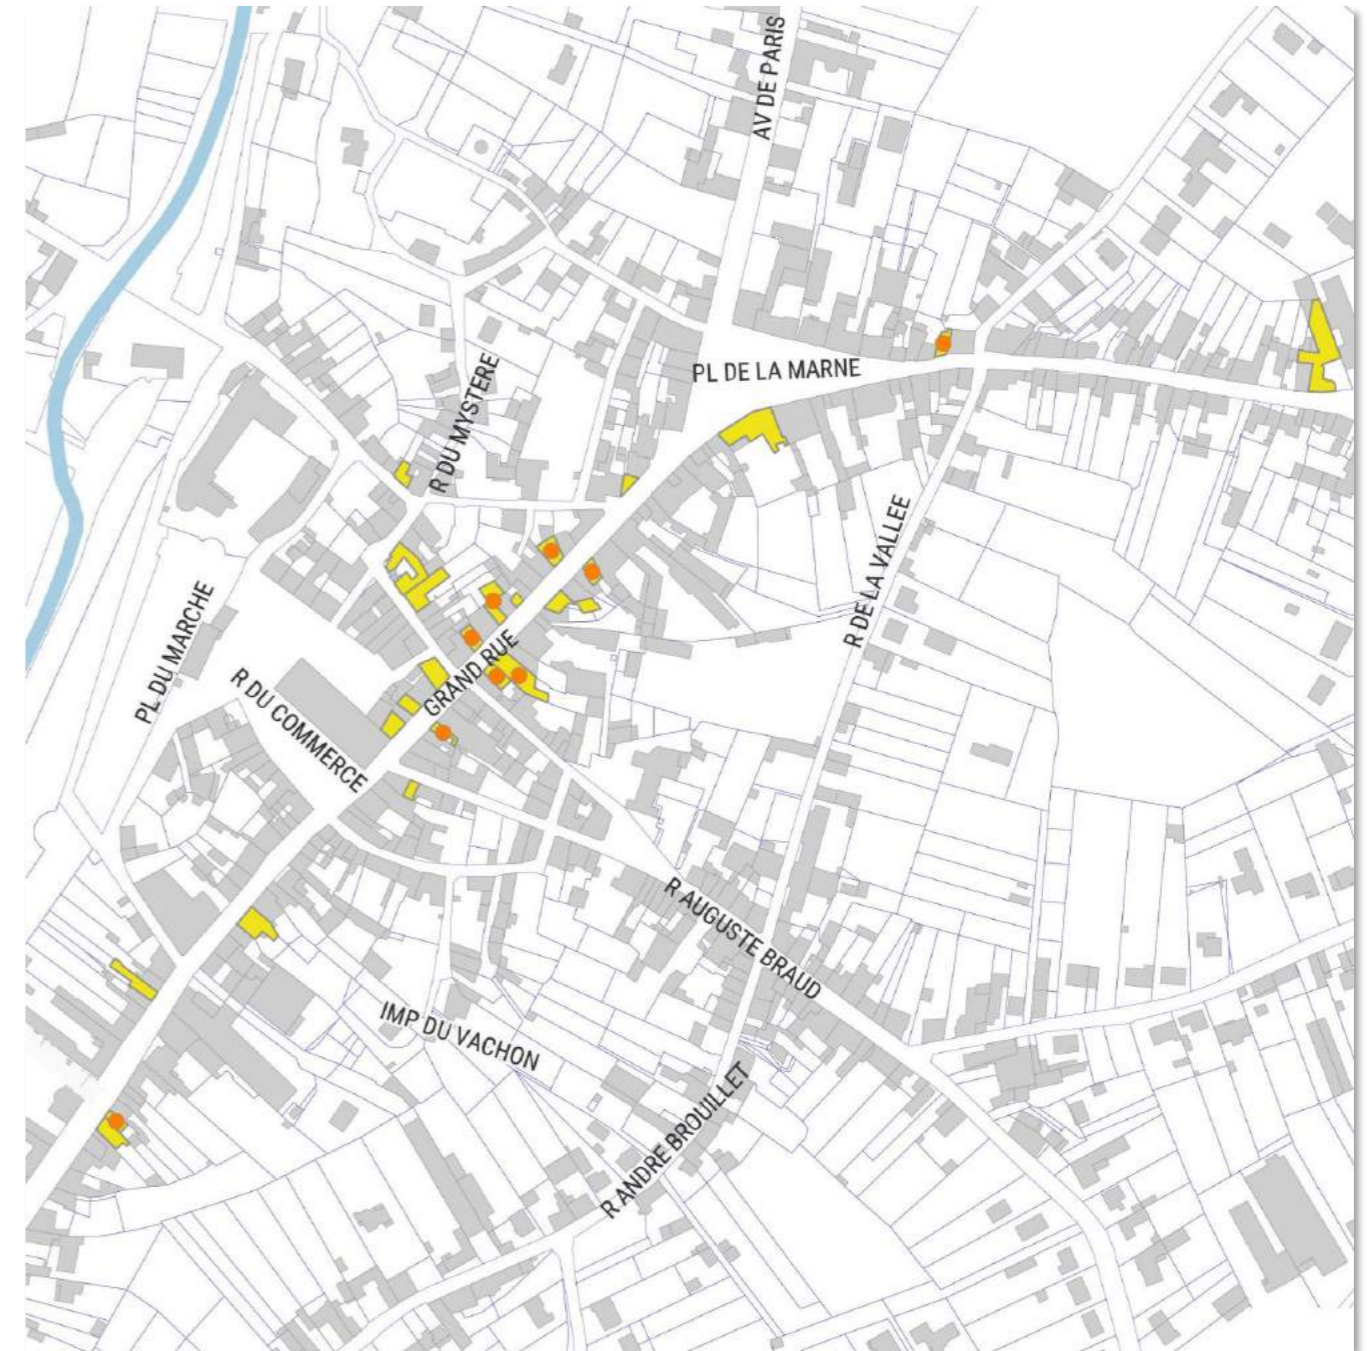 AV DE PARIS
PL DE LA MARNE
R DU MYSTERE
R DE LA VALLEE
PL DU MARCHE
GRAND RUE
R DU COMMERCE
R AUGUSTE BRAUD
IMP DU VACHON
R ANDRE BROUILLET